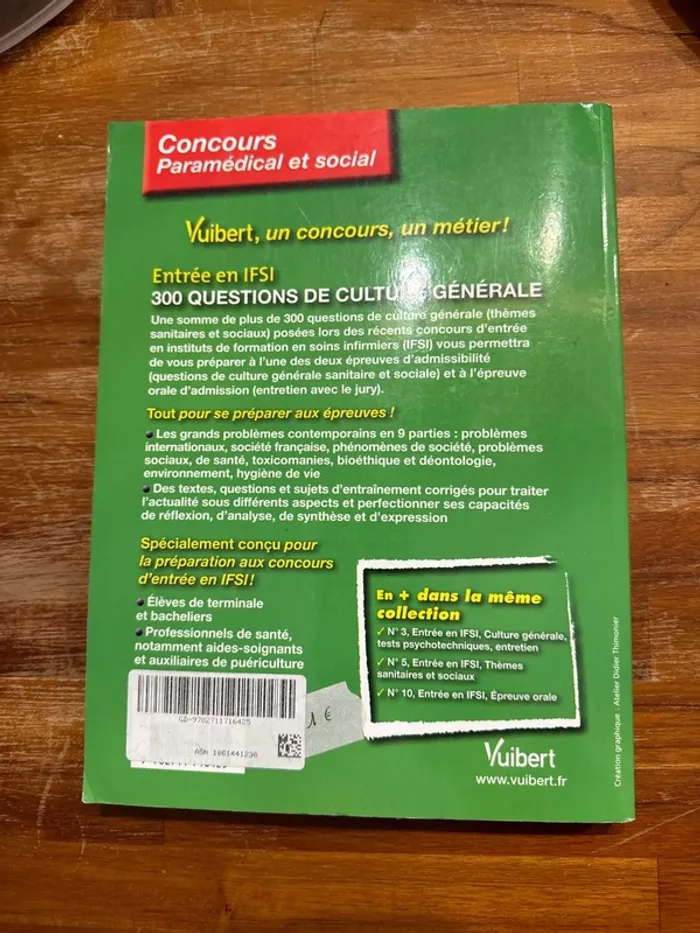 Concours
Paramédical et social
Vuibert, un concours, un métier !
Entrée en IFSI
300 QUESTIONS DE CULTURE GÉNÉRALE
Une somme de plus de 300 questions de culture générale (thèmes
sanitaires et sociaux) posées lors des récents concours d'entrée
en instituts de formation en soins infirmiers (IFSI) vous permettra
de vous préparer à l'une des deux épreuves d'admissibilité
(questions de culture générale sanitaire et sociale) et à l'épreuve
orale d'admission (entretien avec le jury).
Tout pour se préparer aux épreuves !
• Les grands problèmes contemporains en 9 parties : problèmes
internationaux, société française, phénomènes de société, problèmes
sociaux, de santé, toxicomanies, bioéthique et déontologie,
environnement, hygiène de vie
• Des textes, questions et sujets d'entraînement corrigés pour traiter
l'actualité sous différents aspects et perfectionner ses capacités
de réflexion, d'analyse, de synthèse et d'expression
Spécialement conçu pour
la préparation aux concours
d'entrée en IFSI !
• Élèves de terminale
et bacheliers
• Professionnels de santé,
notamment aides-soignants
et auxiliaires de puériculture
En + dans la même
collection
✓ N° 3, Entrée en IFSI, Culture générale,
tests psychotechniques, entretien
✓ N° 5, Entrée en IFSI, Thèmes
sanitaires et sociaux
✓ N° 10, Entrée en IFSI, Épreuve orale
GD-9782711716425
ASN 1061441236
1 €
Vuibert
www.vuibert.fr
Création graphique : Atelier Didier Thimonier